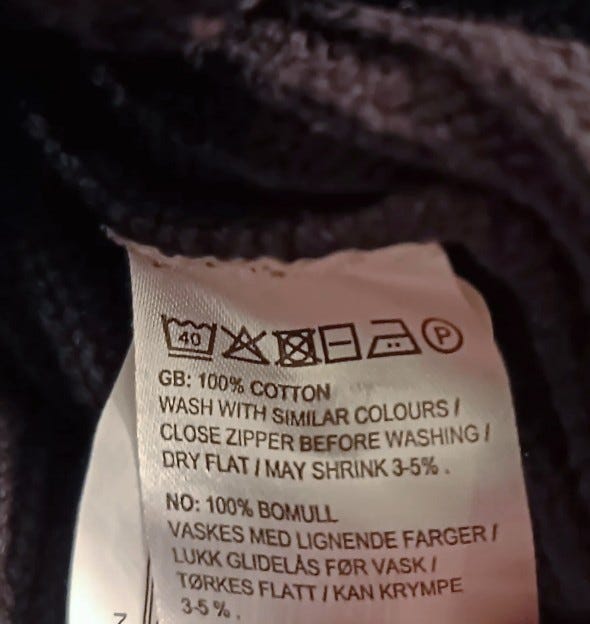 40 P
GB: 100% COTTON
WASH WITH SIMILAR COLOURS /
CLOSE ZIPPER BEFORE WASHING /
DRY FLAT / MAY SHRINK 3-5% .
NO: 100% BOMULL
VASKES MED LIGNENDE FARGER /
LUKK GLIDELÅS FØR VASK /
TØRKES FLATT / KAN KRYMPE
3-5 % .